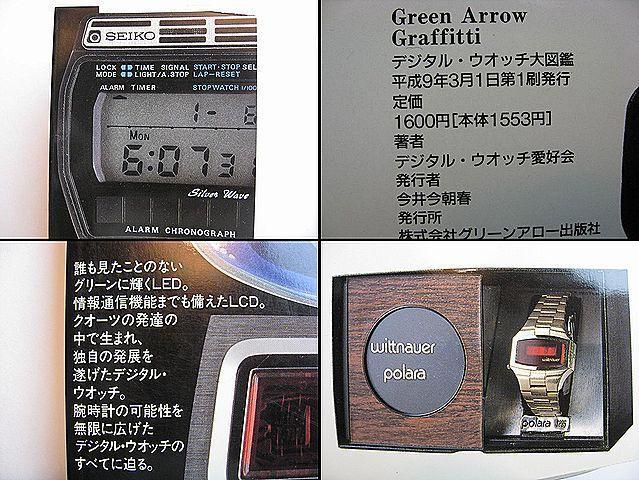 SEIKO
LOCK TIME SIGNAL START·STOP SEL
MODE LIGHT/A.STOP LAP-RESET
ALARM TIMER STOPWATCH 1/100
1- 6
MON
6:07 3
Silver Wave
ALARM CHRONOGRAPH
Green Arrow
Graffitti
デジタル・ウオッチ大図鑑
平成9年3月1日第1刷発行
定価
1600円[本体1553円]
著者
デジタル・ウオッチ愛好会
発行者
今井今朝春
発行所
株式会社グリーンアロー出版社
誰も見たことのない
グリーンに輝くLED。
情報通信機能までも備えたLCD。
クオーツの発達の
中で生まれ、
独自の発展を
遂げたデジタル・
ウオッチ。
腕時計の可能性を
無限に広げた
デジタル・ウオッチの
すべてに迫る。
wittnauer
polara
polara